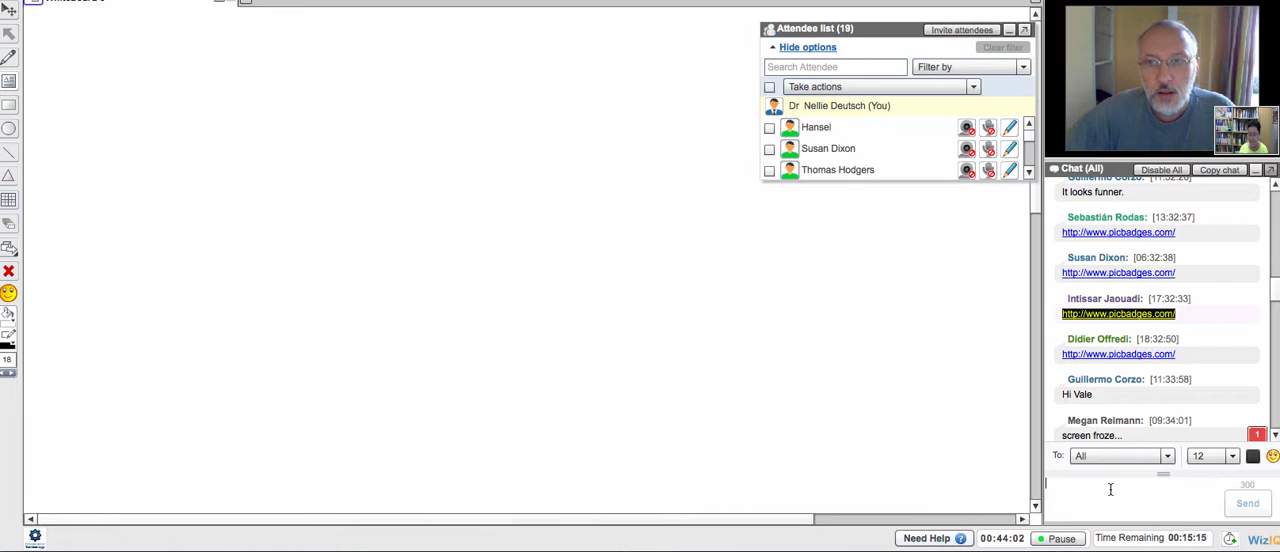 Attendee list (19)
Invite attendees
Hide options
Clear filter
Search Attendee
Filter by
Take actions
Dr Nellie Deutsch (You)
Hansel
Susan Dixon
Thomas Hodgers
18
Chat (All)
Disable All
Copy chat
Guillermo Corzo:
It looks funner.
Sebastián Rodas: [13:32:37]
http://www.picbadges.com/
Susan Dixon: [06:32:38]
http://www.picbadges.com/
Intissar Jaouadi: [17:32:33]
http://www.picbadges.com/
Didier Offredi: [18:32:50]
http://www.picbadges.com/
Guillermo Corzo: [11:33:58]
Hi Vale
Megan Reimann: [09:34:01]
screen froze...
1
To: All
12
300
Send
Need Help ?
00:44:02
Pause
Time Remaining 00:15:15
WizIQ